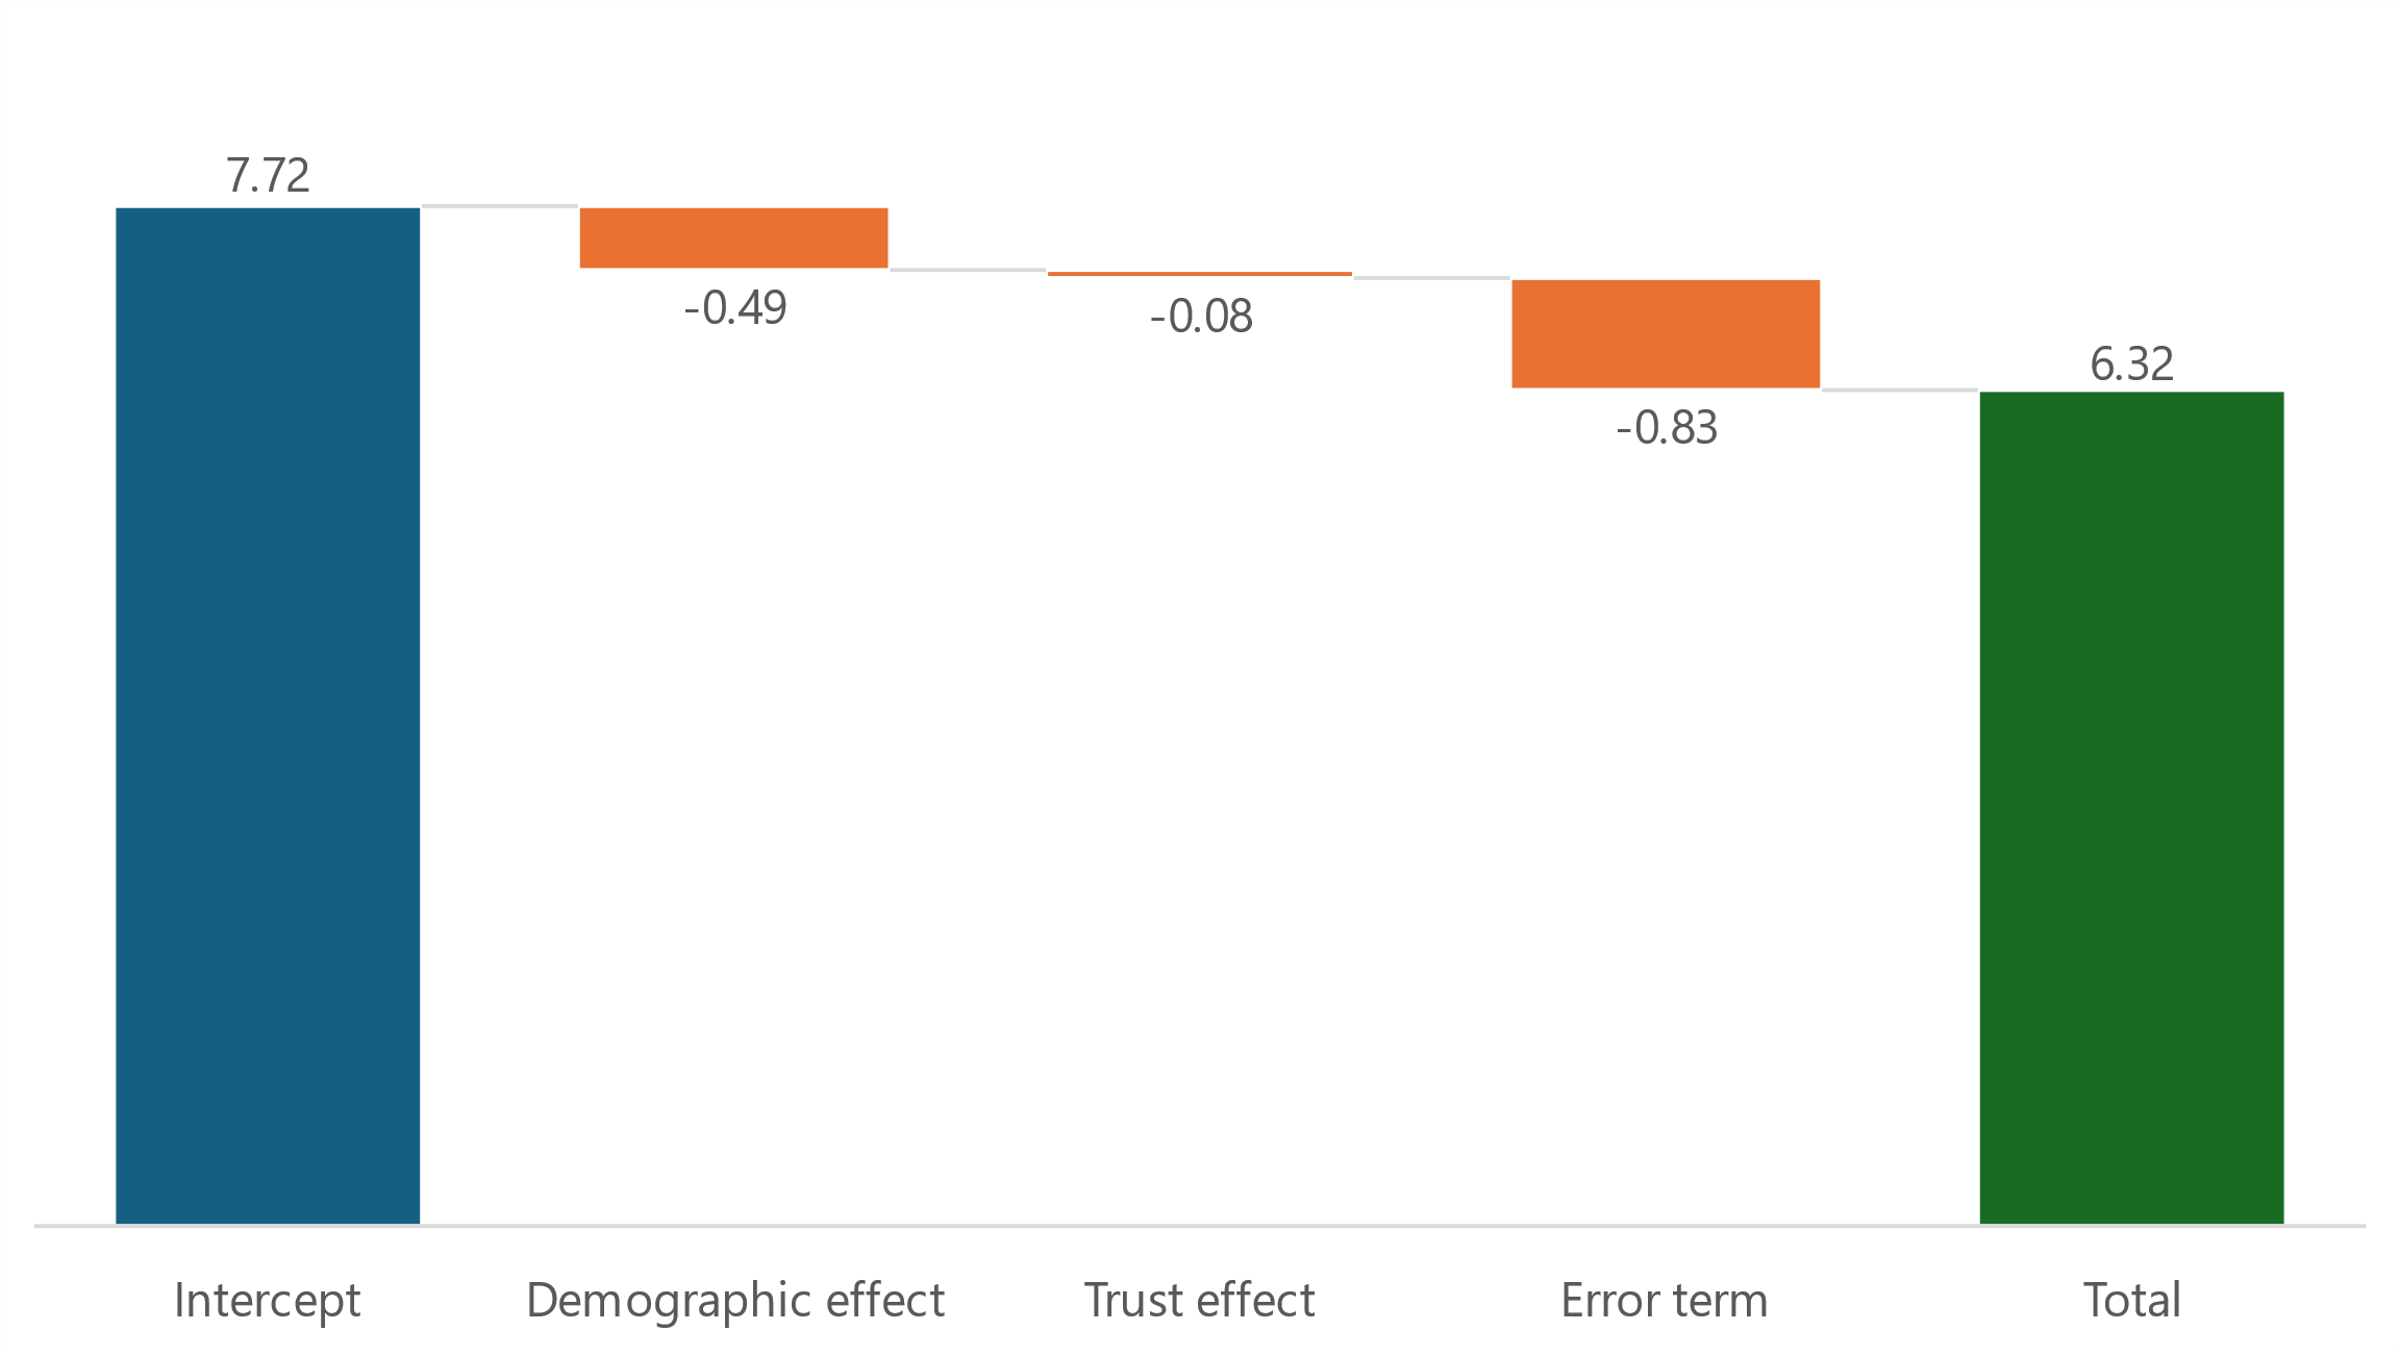 7.72
-0.49
-0.08
-0.83
6.32
Intercept
Demographic effect
Trust effect
Error term
Total